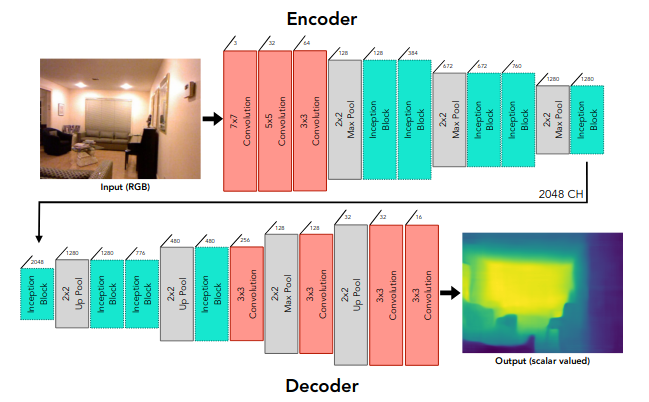 Encoder
3
32
64
128
128
384
672
672
760
1280
1280
7x7
Convolution
5x5
Convolution
3x3
Convolution
2x2
Max Pool
Inception
Block
Inception
Block
2x2
Max Pool
Inception
Block
Inception
Block
2x2
Max Pool
Inception
Block
Input (RGB)
2048 CH
2048
1280
1280
776
480
480
256
128
128
32
32
16
Inception
Block
2x2
Up Pool
Inception
Block
Inception
Block
2x2
Up Pool
Inception
Block
3x3
Convolution
2x2
Max Pool
3x3
Convolution
2x2
Up Pool
3x3
Convolution
3x3
Convolution
Output (scalar valued)
Decoder